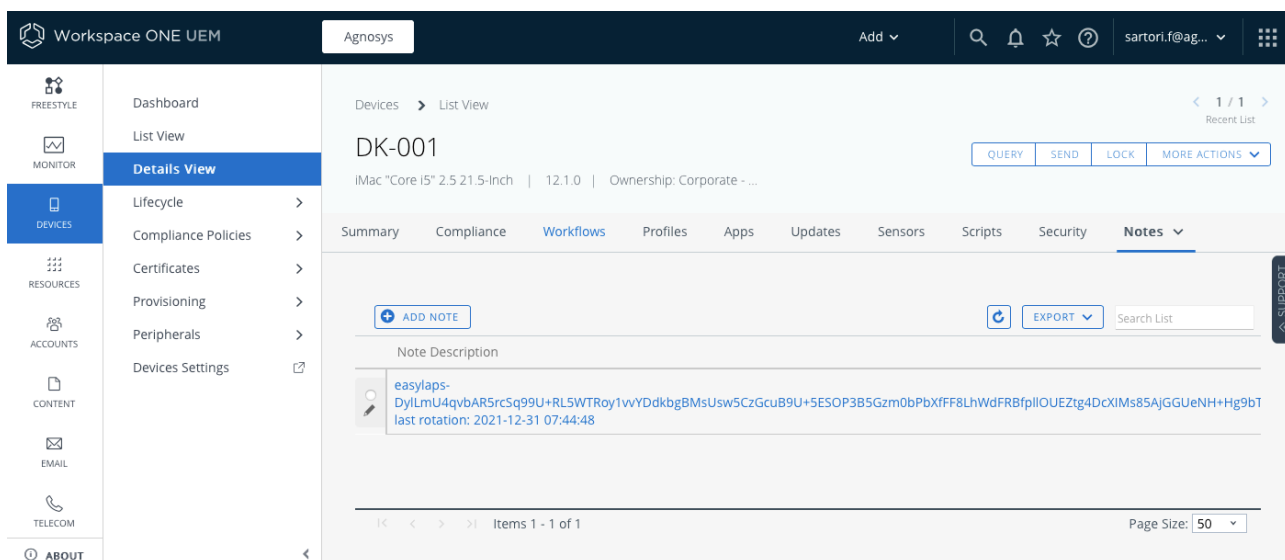 Workspace ONE UEM
Agnosys
Add
sartori.f@ag...
FREESTYLE
MONITOR
DEVICES
RESOURCES
ACCOUNTS
CONTENT
EMAIL
TELECOM
ABOUT
Dashboard
List View
Details View
Lifecycle
Compliance Policies
Certificates
Provisioning
Peripherals
Devices Settings
Devices > List View
1 / 1
Recent List
DK-001
QUERY SEND LOCK MORE ACTIONS
iMac "Core i5" 2.5 21.5-Inch | 12.1.0 | Ownership: Corporate - ...
Summary Compliance Workflows Profiles Apps Updates Sensors Scripts Security Notes
SUPPORT
ADD NOTE
EXPORT
Search List
Note Description
easylaps-
DylLmU4qvbAR5rcSq99U+RL5WTRoy1vvYDdkbgBMsUsw5CzGcuB9U+5ESOP3B5Gzm0bPbXfFF8LhWdFRBfpllOUEZtg4DcXIMs85AjGGUeNH+Hg9bT
last rotation: 2021-12-31 07:44:48
Items 1 - 1 of 1
Page Size: 50